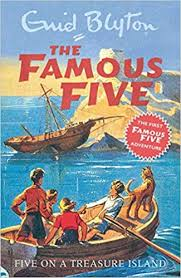 Enid Blyton
THE
FAMOUS
FIVE
THE FIRST
FAMOUS
FIVE
ADVENTURE
FIVE ON A TREASURE ISLAND